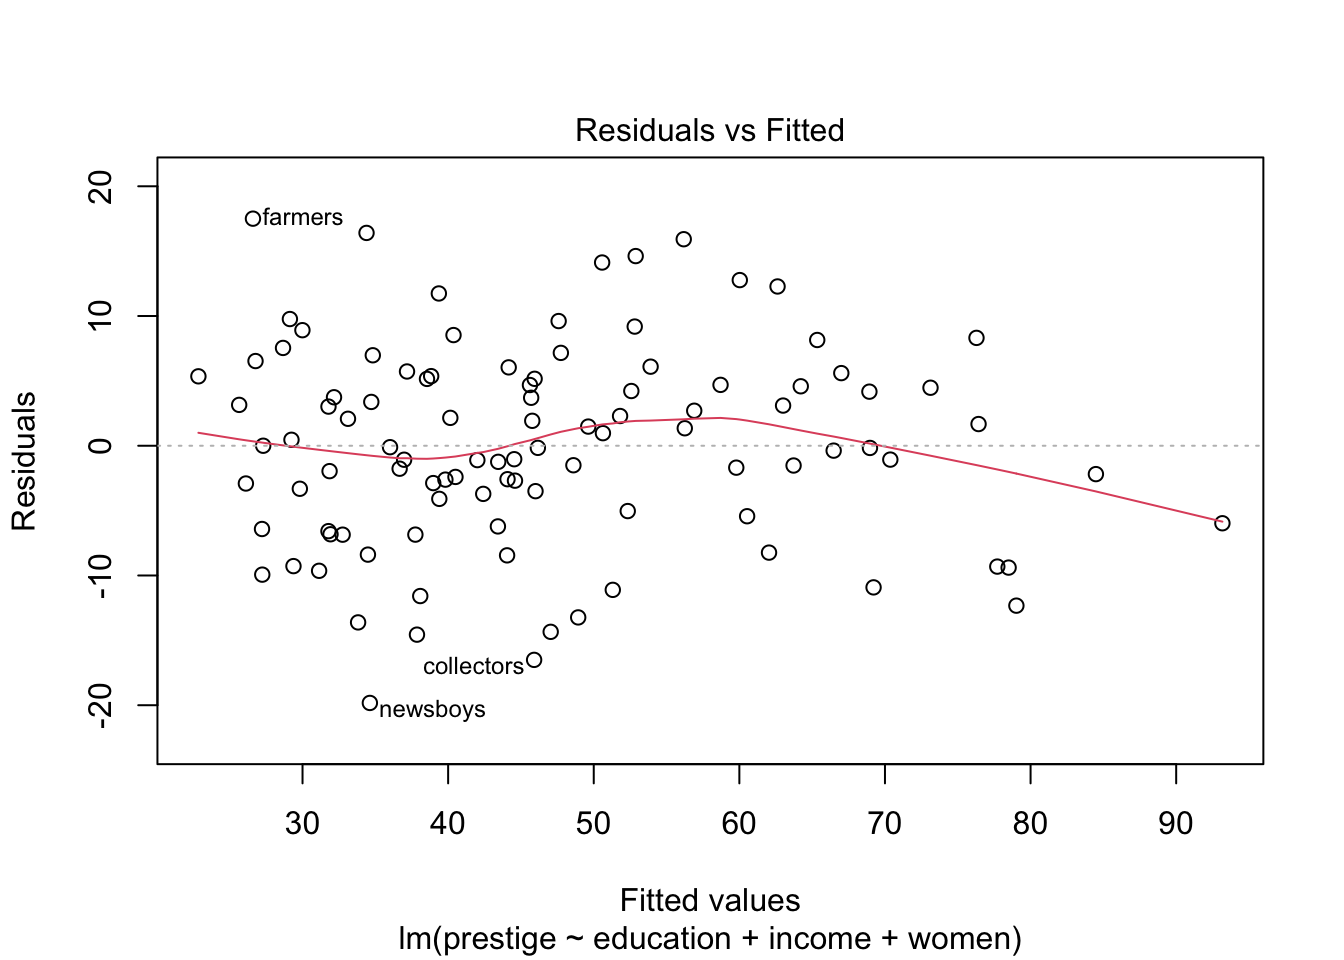 Residuals vs Fitted
Residuals
20
10
0
-10
-20
farmers
collectors
newsboys
30 40 50 60 70 80 90
Fitted values
lm(prestige ~ education + income + women)